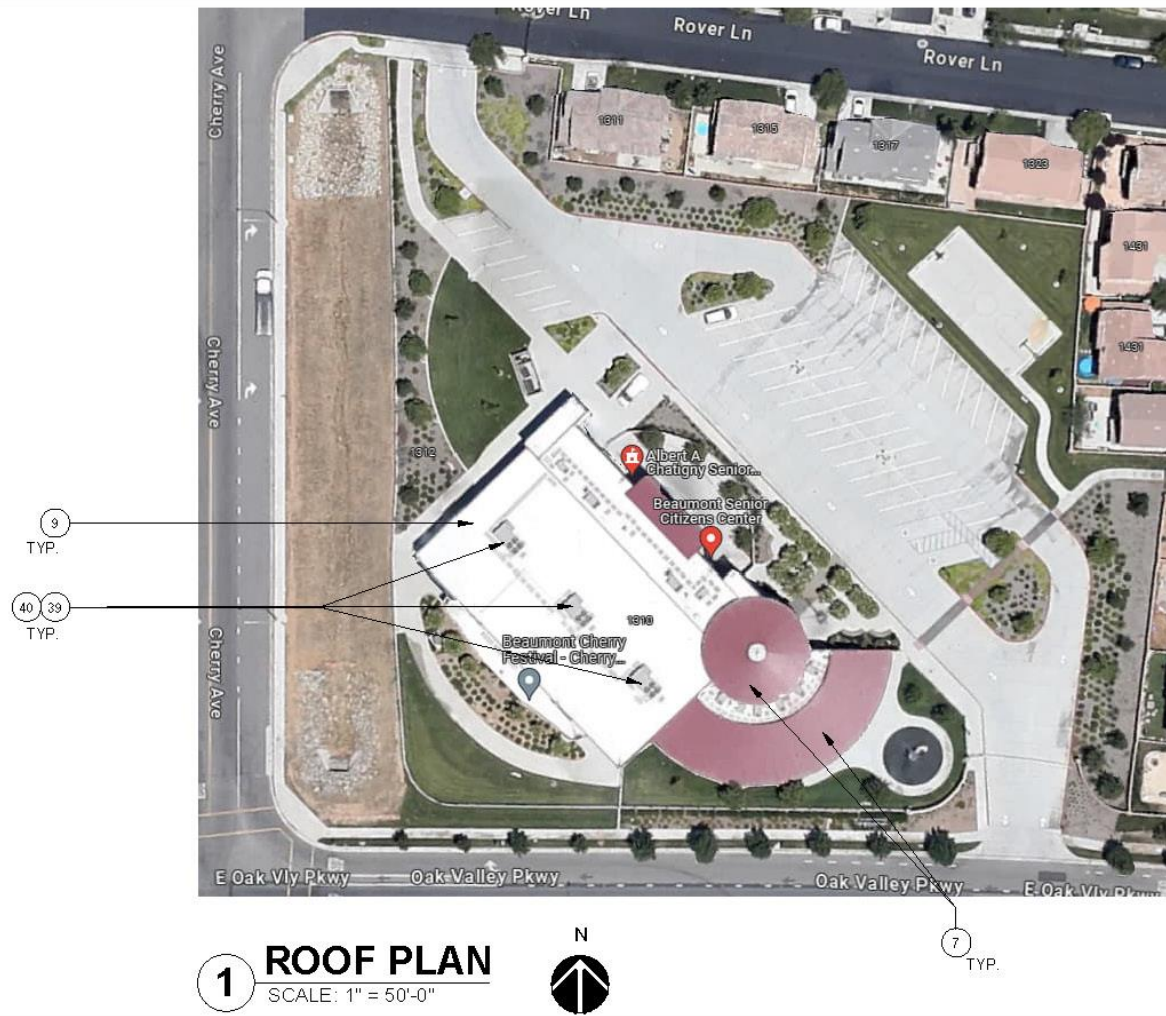 Rover Ln
Rover Ln
Rover Ln
Cherry Ave
1311
1315
1317
1323
1431
1431
Cherry Ave
1312
Albert A.
Chatigny Senior...
Beaumont Senior
Citizens Center
9
TYP.
40 39
TYP.
1310
Beaumont Cherry
Festival - Cherry...
Cherry Ave
E Oak Vly Pkwy
Oak Valley Pkwy
Oak Valley Pkwy
E Oak Vly Pkwy
7
TYP.
N
1
ROOF PLAN
SCALE: 1" = 50'-0"